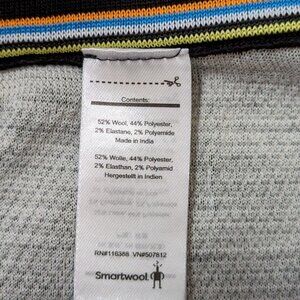 Contents:
52% Wool, 44% Polyester,
2% Elastane, 2% Polyamide
Made in India
52% Wolle, 44% Polyester,
2% Elasthan, 2% Polyamid
Hergestellt in Indien
RN#116388 VN#507812
Smartwool